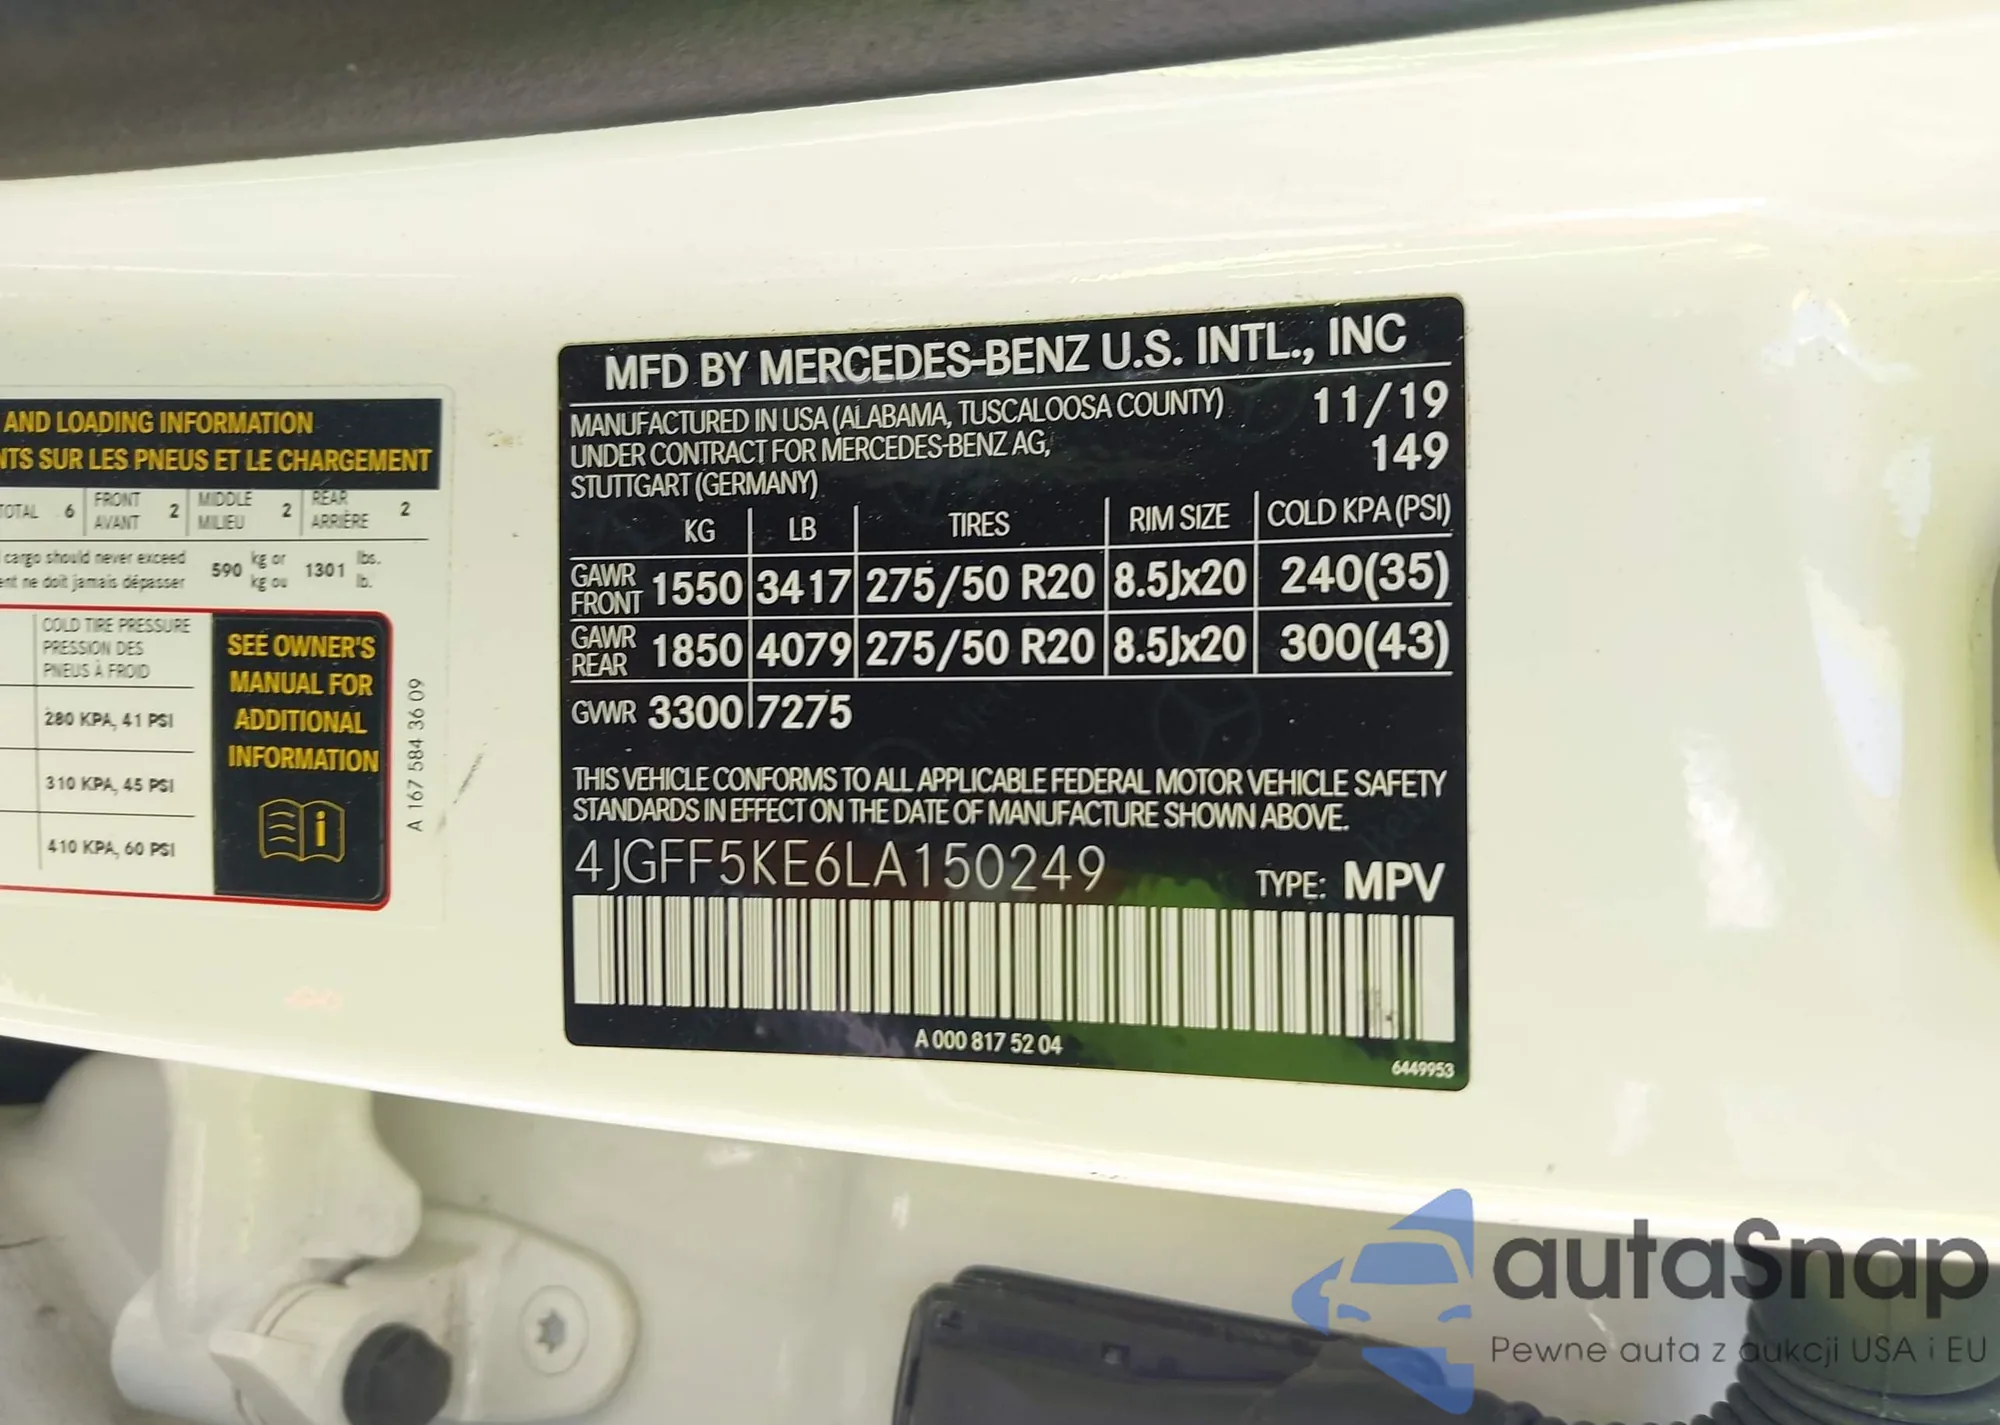 AND LOADING INFORMATION
NTS SUR LES PNEUS ET LE CHARGEMENT
TOTAL 6 FRONT AVANT 2 MIDDLE MILIEU 2 REAR ARRIÈRE 2
cargo should never exceed 590 kg or 1301 lbs.
ent ne doit jamais dépasser kg ou lb.
COLD TIRE PRESSURE
PRESSION DES
PNEUS À FROID
280 KPA, 41 PSI
310 KPA, 45 PSI
410 KPA, 60 PSI
SEE OWNER'S
MANUAL FOR
ADDITIONAL
INFORMATION
i
A 167 584 36 09
MFD BY MERCEDES-BENZ U.S. INTL., INC
MANUFACTURED IN USA (ALABAMA, TUSCALOOSA COUNTY) 11/19
UNDER CONTRACT FOR MERCEDES-BENZ AG, 149
STUTTGART (GERMANY)
KG LB TIRES RIM SIZE COLD KPA (PSI)
GAWR FRONT 1550 3417 275/50 R20 8.5Jx20 240(35)
GAWR REAR 1850 4079 275/50 R20 8.5Jx20 300(43)
GVWR 3300 7275
THIS VEHICLE CONFORMS TO ALL APPLICABLE FEDERAL MOTOR VEHICLE SAFETY
STANDARDS IN EFFECT ON THE DATE OF MANUFACTURE SHOWN ABOVE.
4JGFF5KE6LA150249 TYPE: MPV
A 000 817 52 04
6449953
autaSnap
Pewne auta z aukcji USA i EU